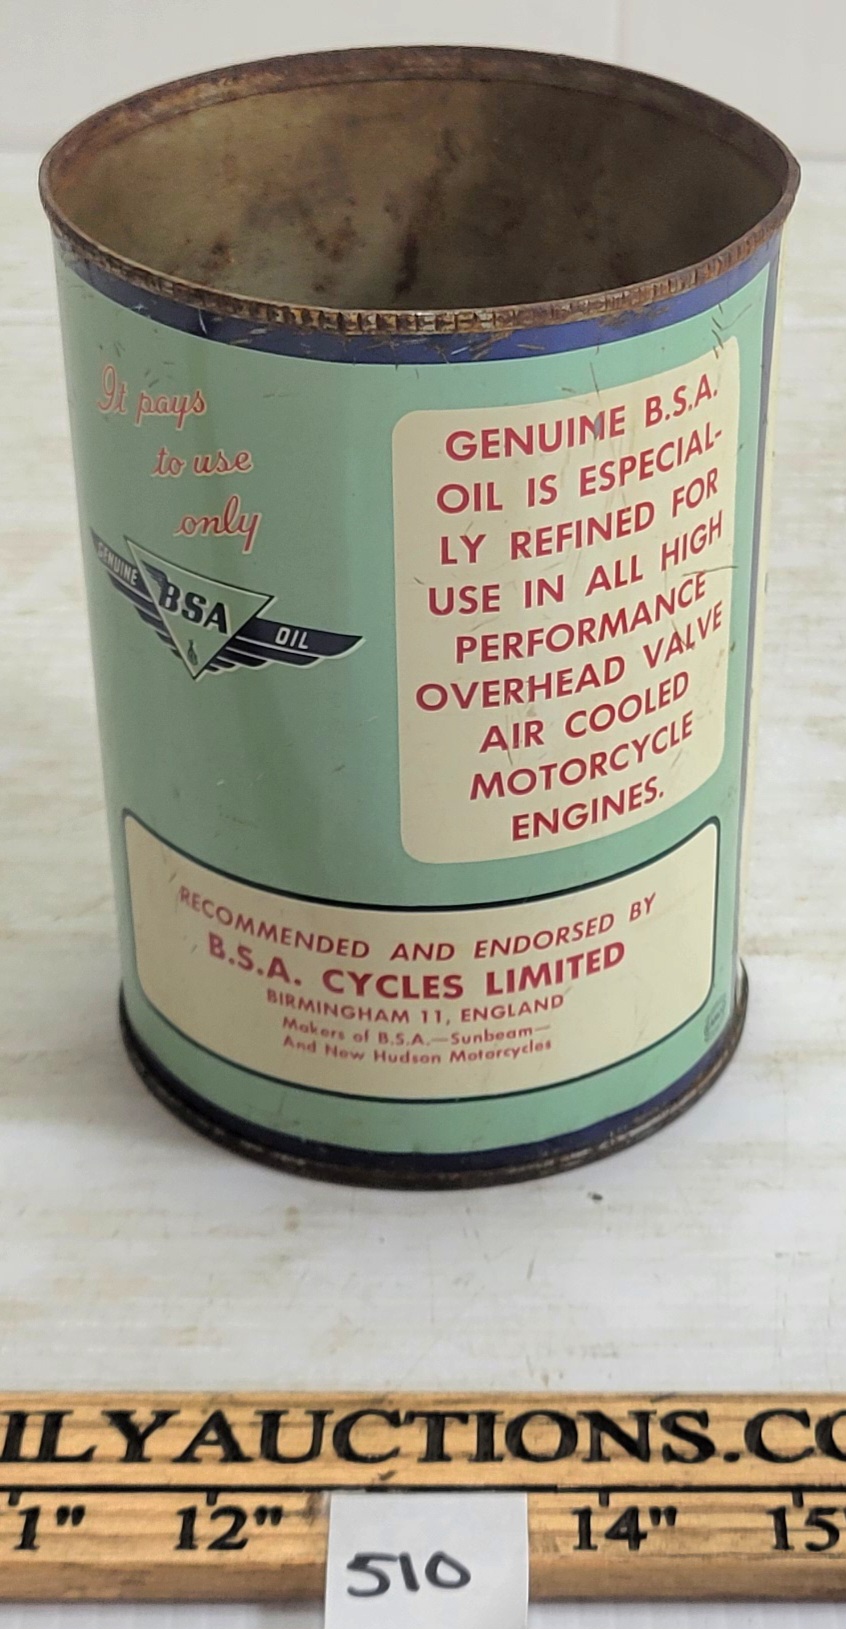 It pays
to use
only
GENUINE BSA OIL
GENUINE B.S.A.
OIL IS ESPECIAL-
LY REFINED FOR
USE IN ALL HIGH
PERFORMANCE
OVERHEAD VALVE
AIR COOLED
MOTORCYCLE
ENGINES.
RECOMMENDED AND ENDORSED BY
B.S.A. CYCLES LIMITED
BIRMINGHAM 11, ENGLAND
Makers of B.S.A.—Sunbeam—
And New Hudson Motorcycles
ILYAUCTIONS.CO
1" 12" 14" 15
510